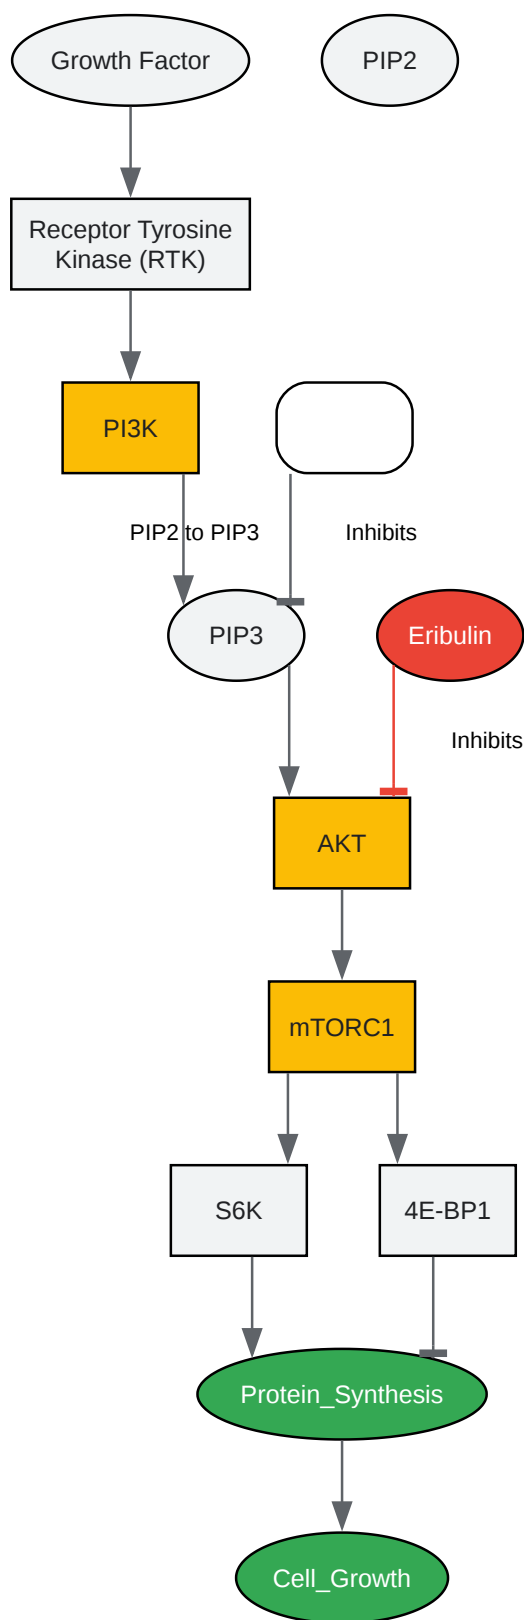 Growth Factor
PIP2
Receptor Tyrosine
Kinase (RTK)
PI3K
PIP2 to PIP3
Inhibits
PIP3
Eribulin
Inhibits
AKT
mTORC1
S6K
4E-BP1
Protein_Synthesis
Cell_Growth